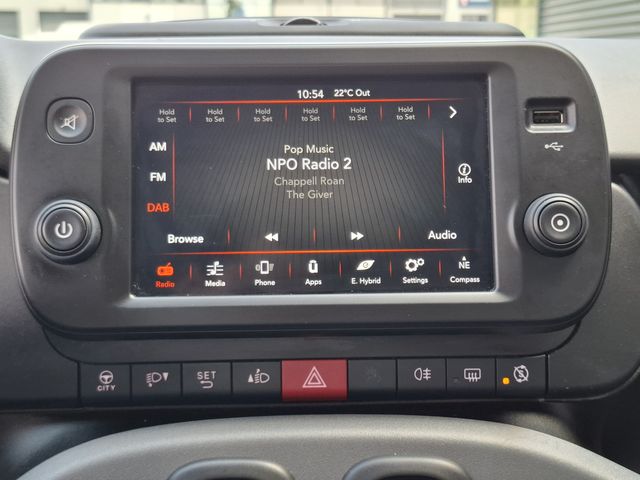 10:54 22°C Out
Hold to Set Hold to Set Hold to Set Hold to Set Hold to Set Hold to Set
AM
FM
DAB
Pop Music
NPO Radio 2
Chappell Roan
The Giver
Info
Browse Audio
Radio Media Phone Apps E. Hybrid Settings NE Compass
CITY SET